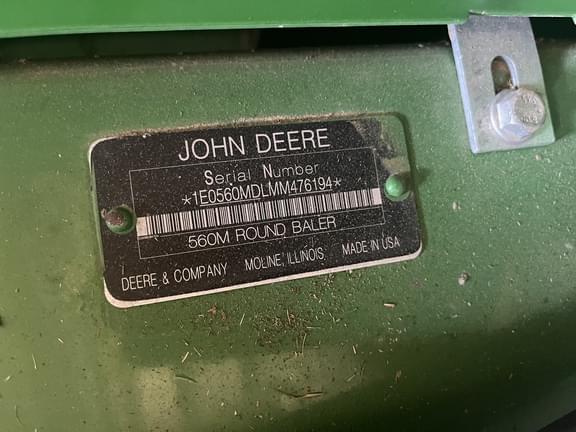 JOHN DEERE
Serial Number
*1E0560MDLMM476194*
560M ROUND BALER
DEERE & COMPANY MOLINE, ILLINOIS MADE IN USA